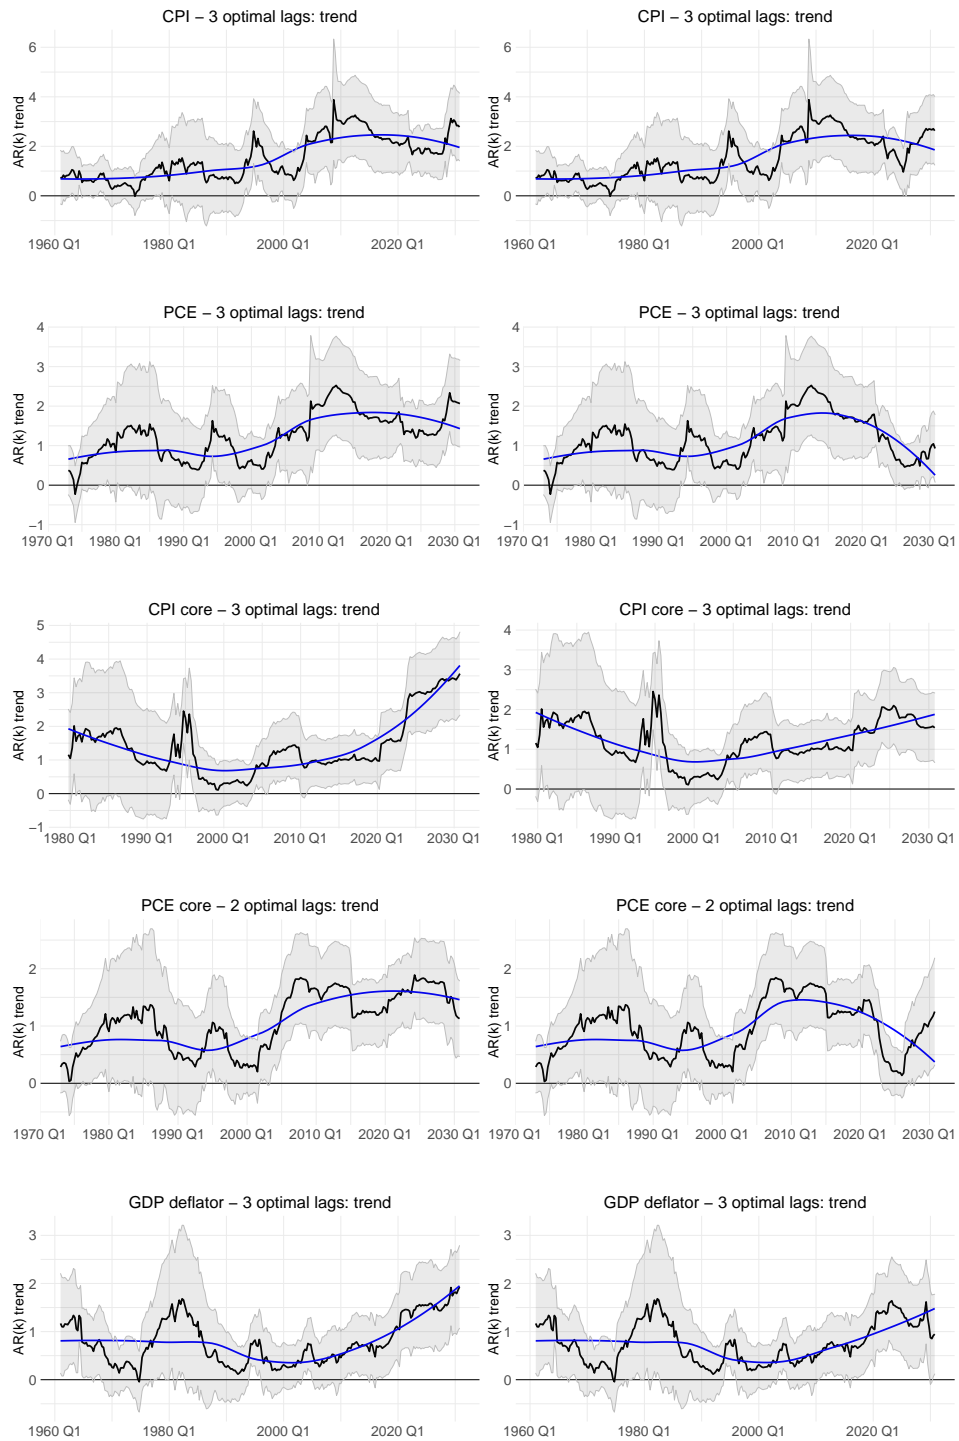 CPI – 3 optimal lags: trend
CPI – 3 optimal lags: trend
AR(k) trend
6
4
2
0
1960 Q1 1980 Q1 2000 Q1 2020 Q1
AR(k) trend
6
4
2
0
1960 Q1 1980 Q1 2000 Q1 2020 Q1
PCE – 3 optimal lags: trend
PCE – 3 optimal lags: trend
AR(k) trend
4
3
2
1
0
–1
1970 Q1 1980 Q1 1990 Q1 2000 Q1 2010 Q1 2020 Q1 2030 Q1
AR(k) trend
4
3
2
1
0
–1
1970 Q1 1980 Q1 1990 Q1 2000 Q1 2010 Q1 2020 Q1 2030 Q1
CPI core – 3 optimal lags: trend
CPI core – 3 optimal lags: trend
AR(k) trend
5
4
3
2
1
0
–1
1980 Q1 1990 Q1 2000 Q1 2010 Q1 2020 Q1 2030 Q1
AR(k) trend
4
3
2
1
0
1980 Q1 1990 Q1 2000 Q1 2010 Q1 2020 Q1 2030 Q1
PCE core – 2 optimal lags: trend
PCE core – 2 optimal lags: trend
AR(k) trend
2
1
0
1970 Q1 1980 Q1 1990 Q1 2000 Q1 2010 Q1 2020 Q1 2030 Q1
AR(k) trend
2
1
0
1970 Q1 1980 Q1 1990 Q1 2000 Q1 2010 Q1 2020 Q1 2030 Q1
GDP deflator – 3 optimal lags: trend
GDP deflator – 3 optimal lags: trend
AR(k) trend
3
2
1
0
1960 Q1 1980 Q1 2000 Q1 2020 Q1
AR(k) trend
3
2
1
0
1960 Q1 1980 Q1 2000 Q1 2020 Q1